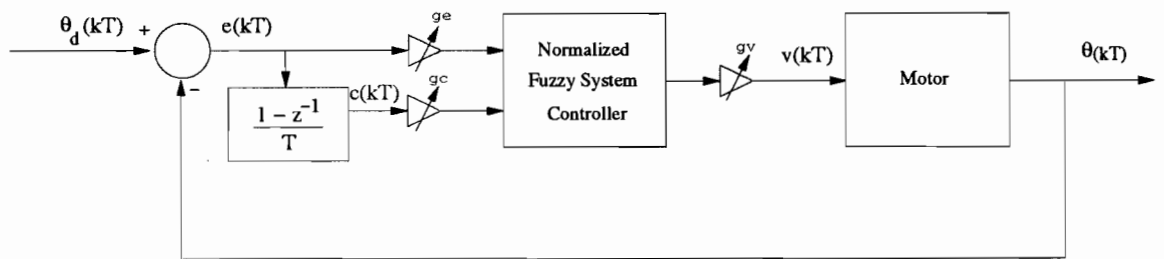 θd(kT)
+
e(kT)
ge
Normalized
Fuzzy System
Controller
gv
v(kT)
Motor
θ(kT)
-
1 - z⁻¹
T
c(kT)
gc